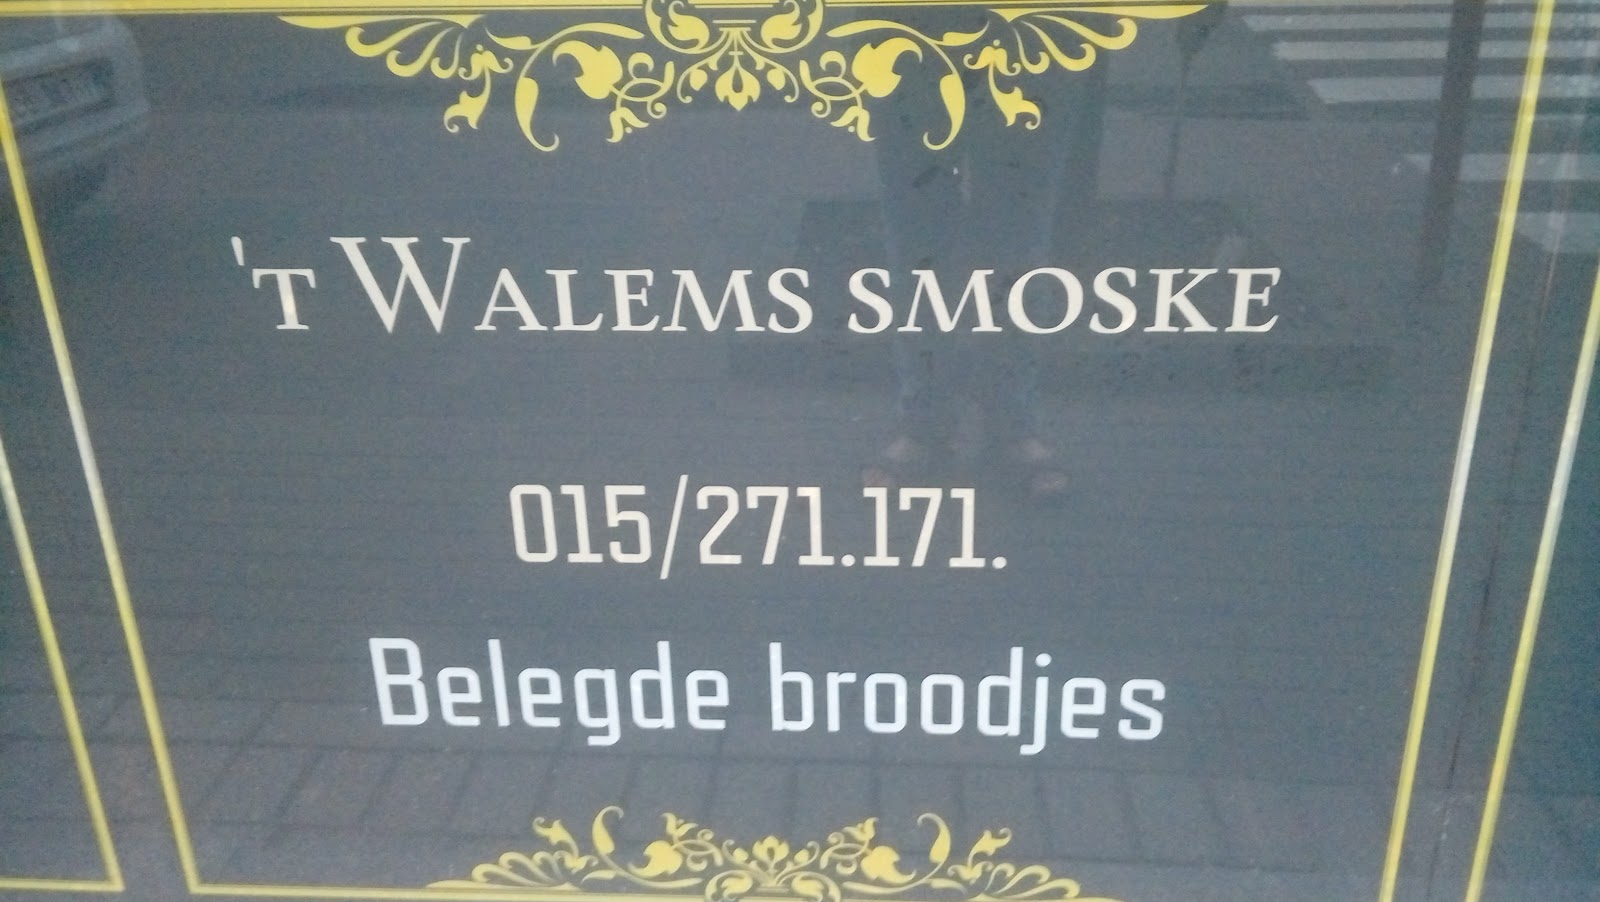 't Walems smoske
015/271.171.
Belegde broodjes